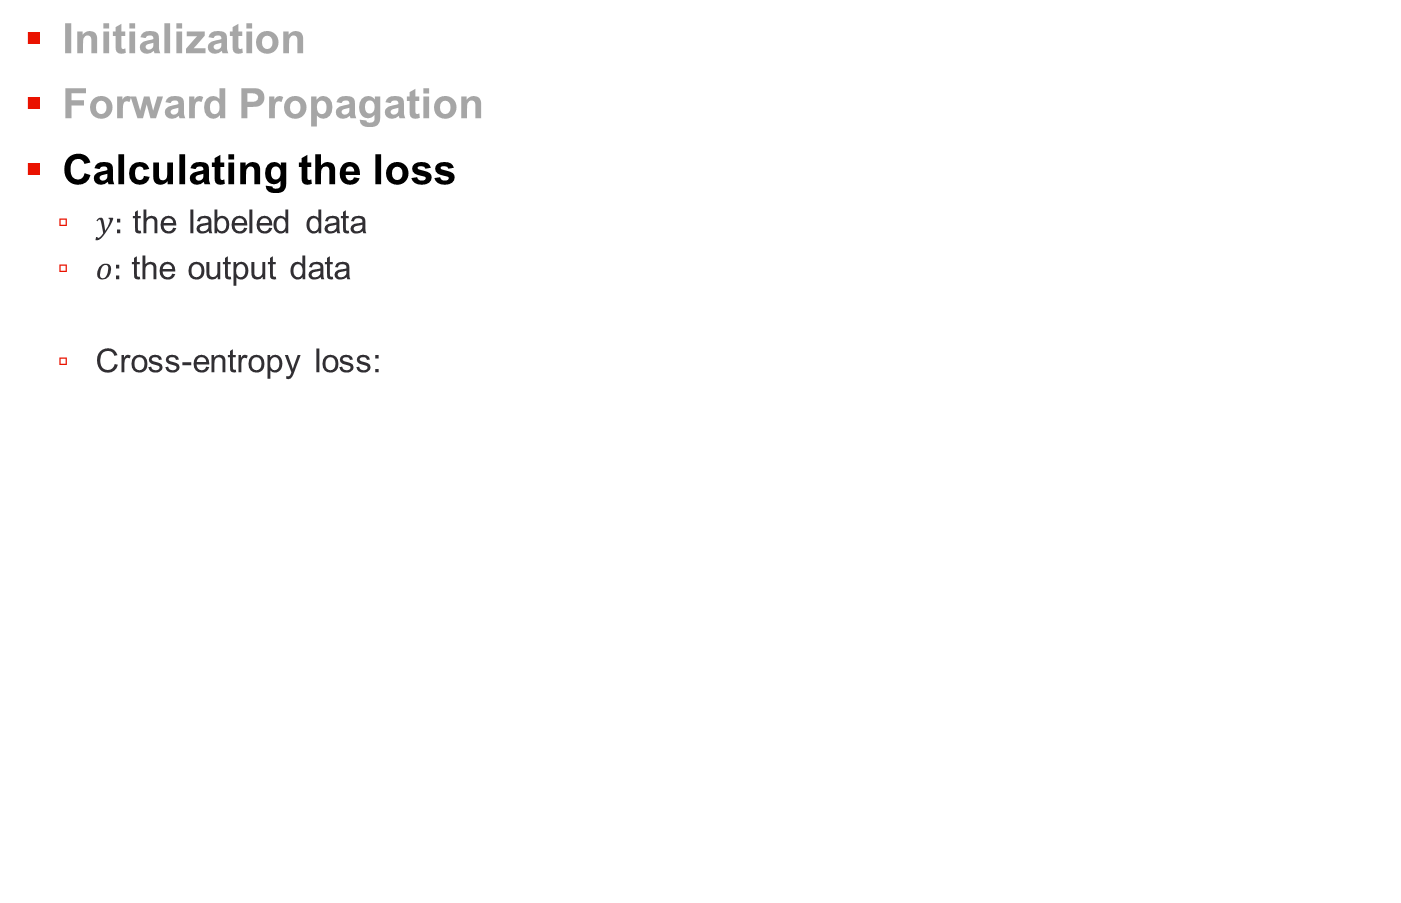 Initialization
Forward Propagation
Calculating the loss
y: the labeled data
o: the output data
Cross-entropy loss: